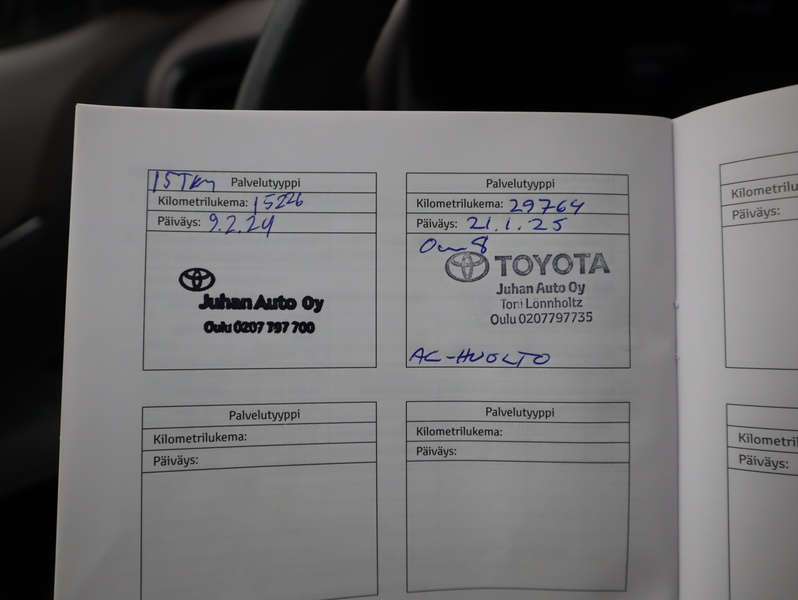 15Tkm Palvelutyyppi
Kilometrilukema: 15226
Päiväys: 9.2.24
Juhan Auto Oy
Oulu 0207 797 700
Palvelutyyppi
Kilometrilukema: 29764
Päiväys: 21.1.25
TOYOTA
Juhan Auto Oy
Toni Lönnholtz
Oulu 0207797735
AC-HUOLTO
Palvelutyyppi
Kilometrilukema:
Päiväys:
Palvelutyyppi
Kilometrilukema:
Päiväys:
Kilometrilu
Päiväys:
Kilometril
Päiväys: